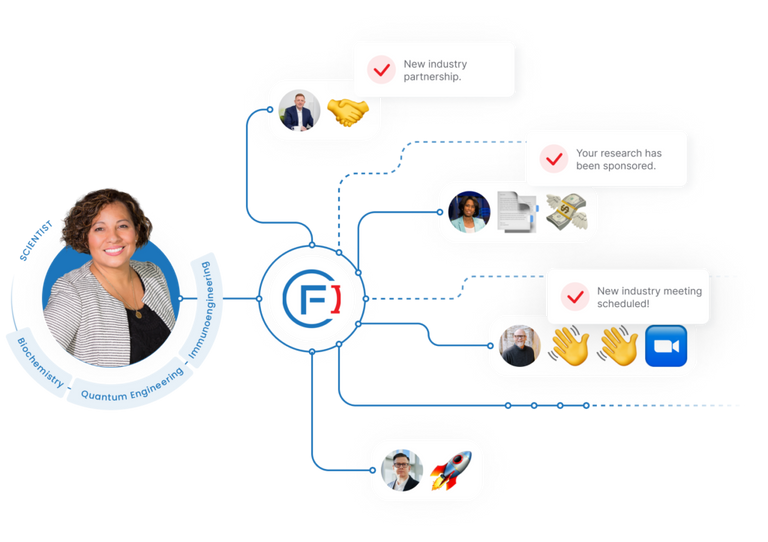 New industry
partnership.
Your research has
been sponsored.
SCIENTIST
New industry meeting
scheduled!
Biochemistry - Quantum Engineering - Immunoengineering